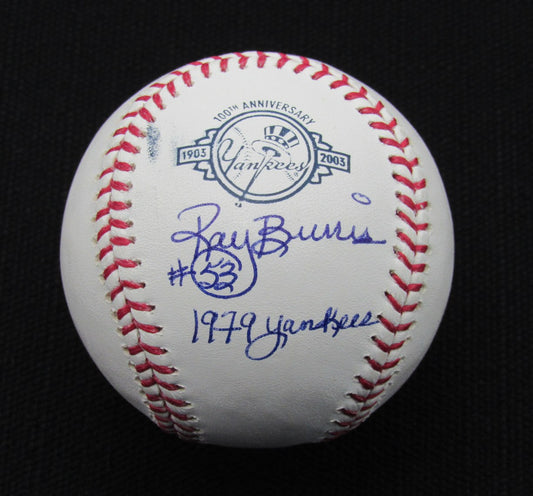 100TH ANNIVERSARY
1903 Yankees 2003
Ray Burris
#53
1979 Yankees